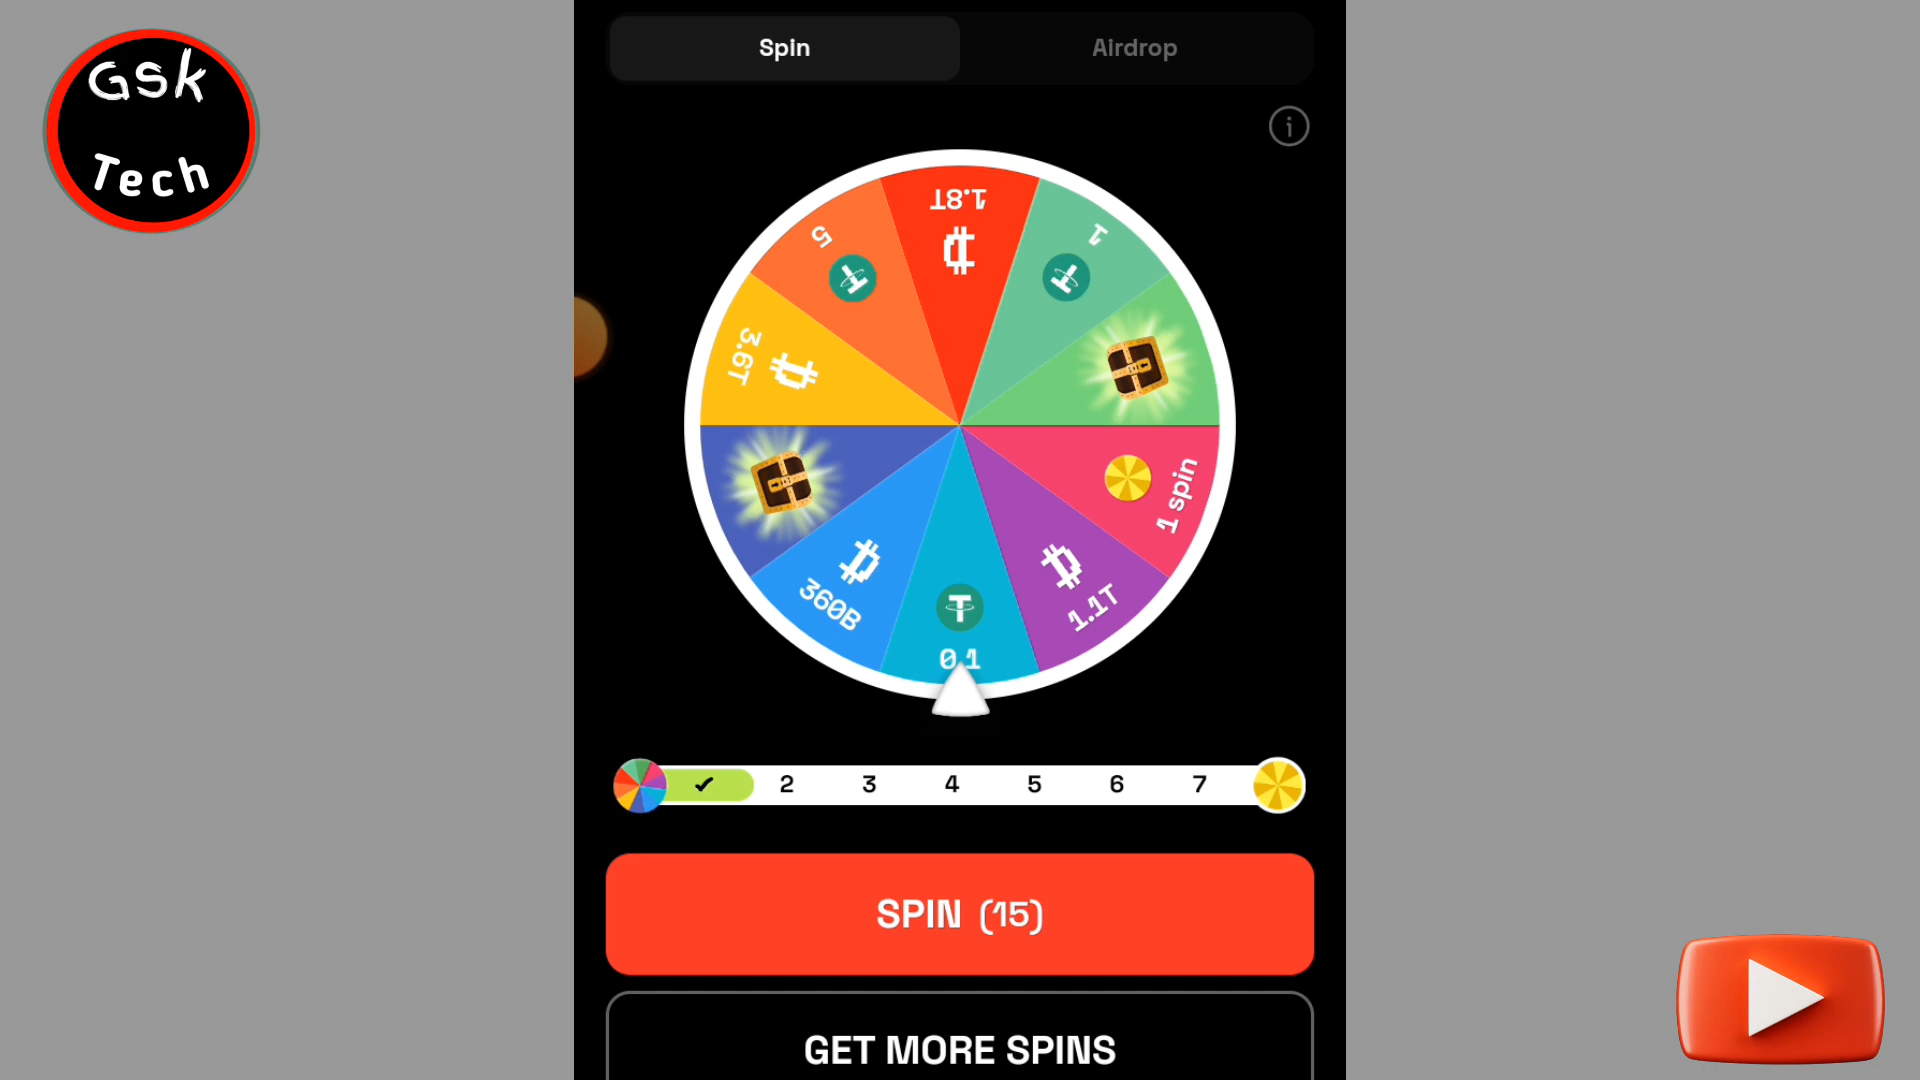 Gsk
Tech
Spin
Airdrop
1.8T
1
5
3.6T
1 spin
1.1T
360B
0.1
✓ 2 3 4 5 6 7
SPIN (15)
GET MORE SPINS